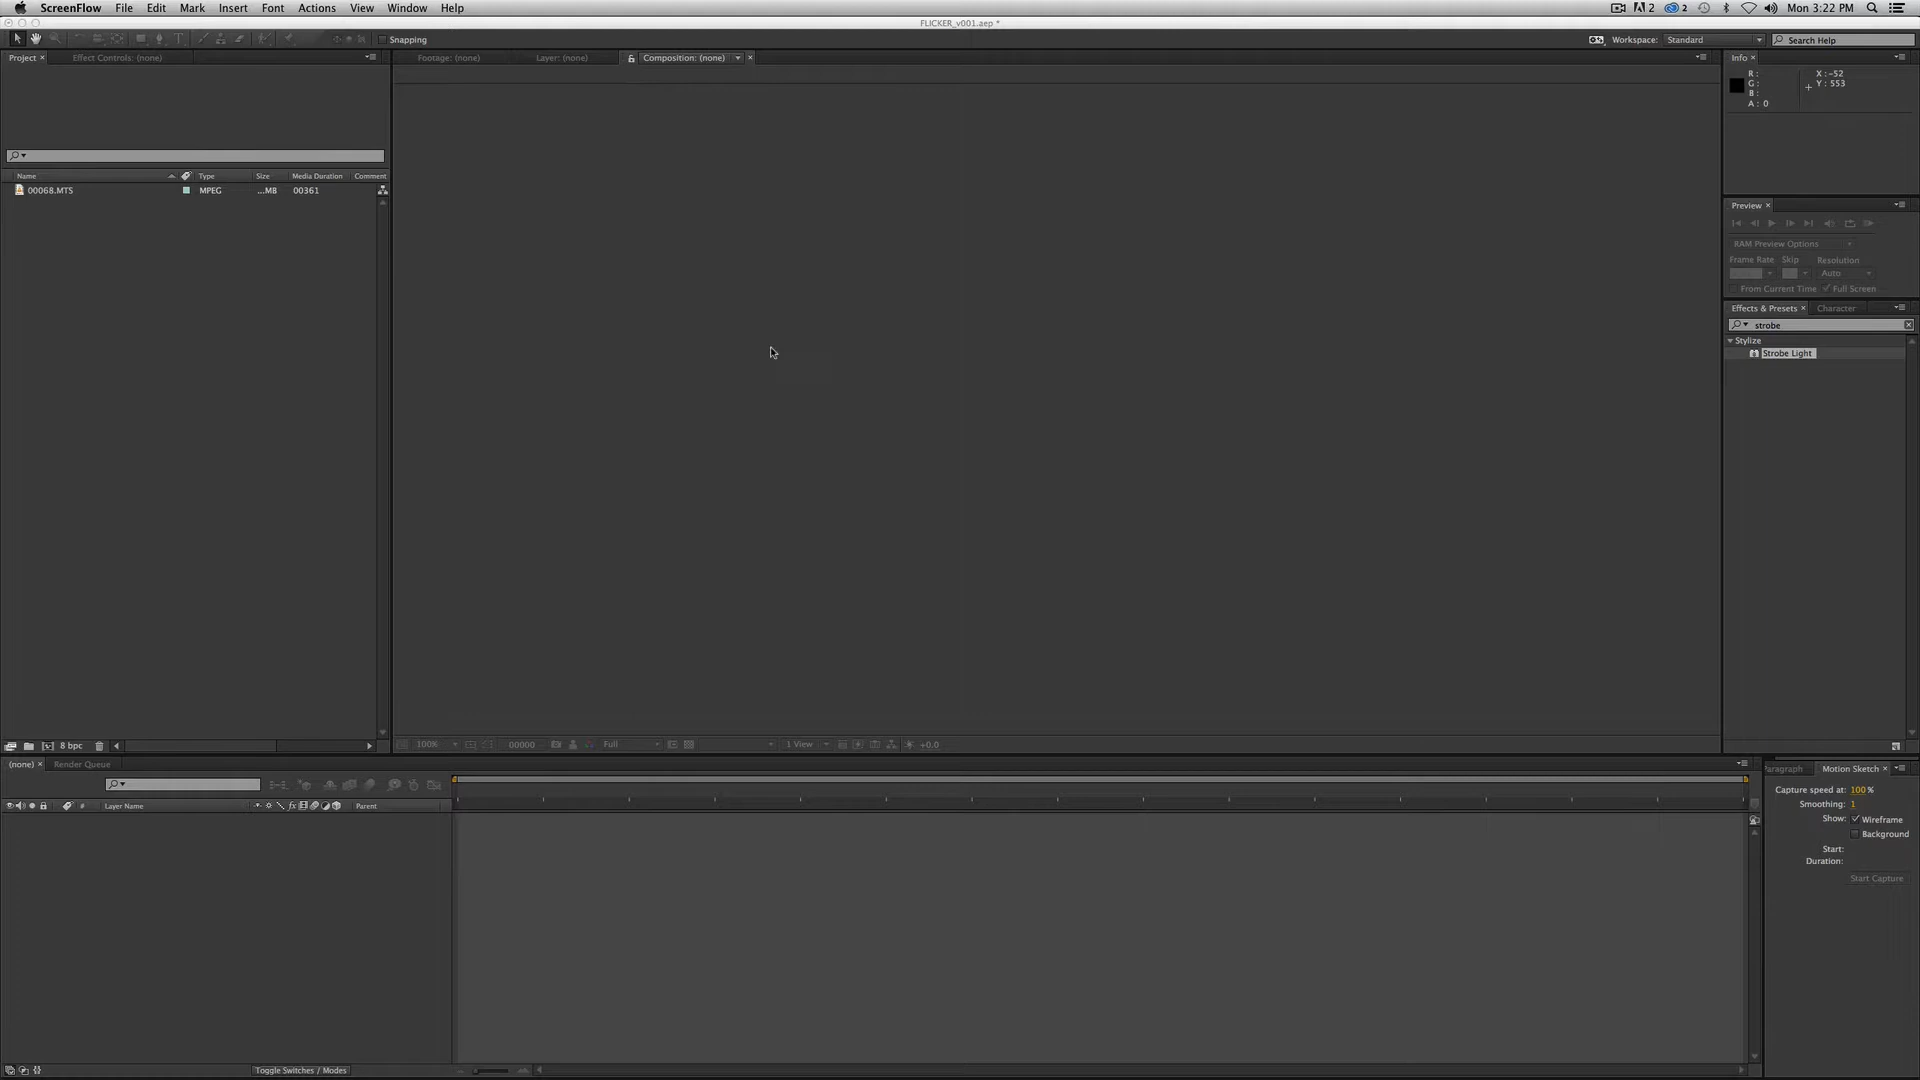 ScreenFlow File Edit Mark Insert Font Actions View Window Help 2 2 Mon 3:22 PM
FLICKER_v001.aep *
Snapping Workspace: Standard Search Help
Project × Effect Controls: (none) Footage: (none) Layer: (none) Composition: (none) × Info ×
R : X : -52
G : Y : 553
B :
A : 0
Name Type Size Media Duration Comment
00068.MTS MPEG ...MB 00361
Preview ×
RAM Preview Options
Frame Rate Skip Resolution
Auto
From Current Time Full Screen
Effects & Presets × Character
strobe
Stylize
Strobe Light
8 bpc 100% 00000 Full 1 View +0.0
(none) × Render Queue Paragraph Motion Sketch ×
Capture speed at: 100 %
Smoothing: 1
Show: Wireframe
Background
Start:
Duration:
Start Capture
# Layer Name fx Parent
Toggle Switches / Modes